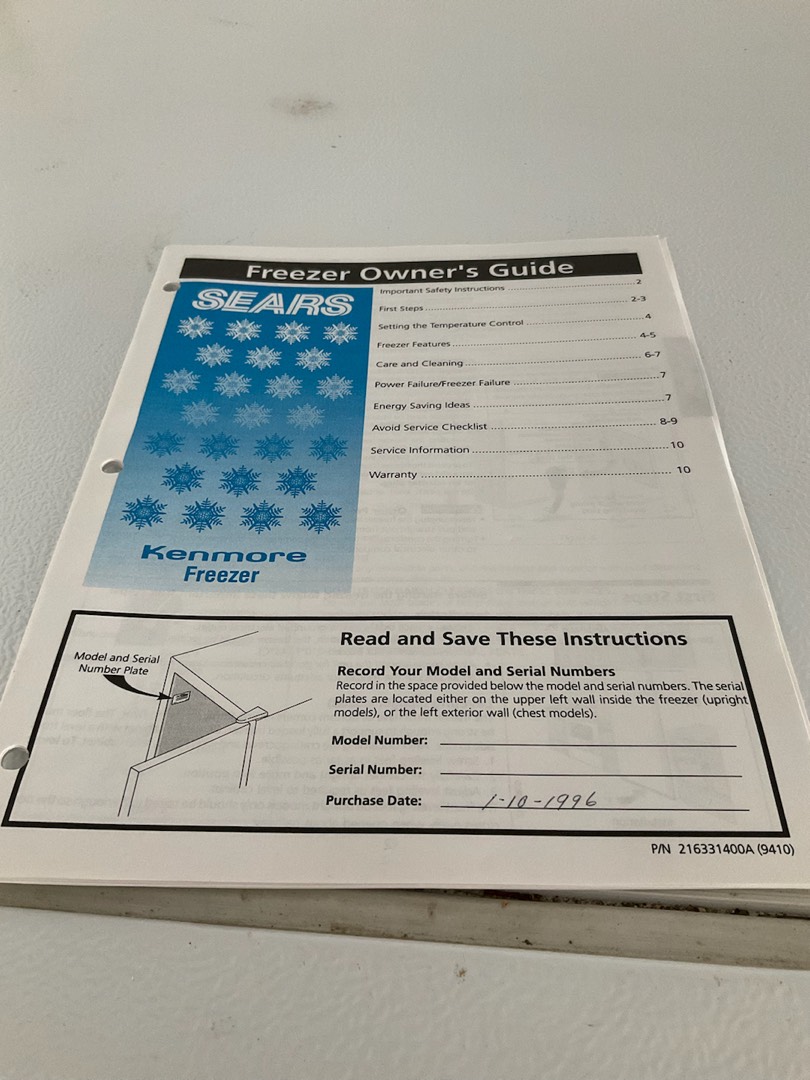 Freezer Owner's Guide
SEARS
Kenmore
Freezer
Important Safety Instructions ........ 2
First Steps ........ 2-3
Setting the Temperature Control ........ 4
Freezer Features ........ 4-5
Care and Cleaning ........ 6-7
Power Failure/Freezer Failure ........ 7
Energy Saving Ideas ........ 7
Avoid Service Checklist ........ 8-9
Service Information ........ 10
Warranty ........ 10
Model and Serial
Number Plate
Read and Save These Instructions
Record Your Model and Serial Numbers
Record in the space provided below the model and serial numbers. The serial
plates are located either on the upper left wall inside the freezer (upright
models), or the left exterior wall (chest models).
Model Number:
Serial Number:
Purchase Date: 1-10-1996
P/N 216331400A (9410)